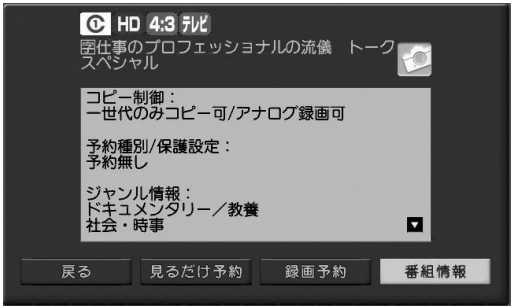 ① HD 4:3 テレビ
🈑仕事のプロフェッショナルの流儀 トーク
スペシャル
コピー制御：
一世代のみコピー可/アナログ録画可
予約種別/保護設定：
予約無し
ジャンル情報：
ドキュメンタリー／教養
社会・時事
戻る 見るだけ予約 録画予約 番組情報